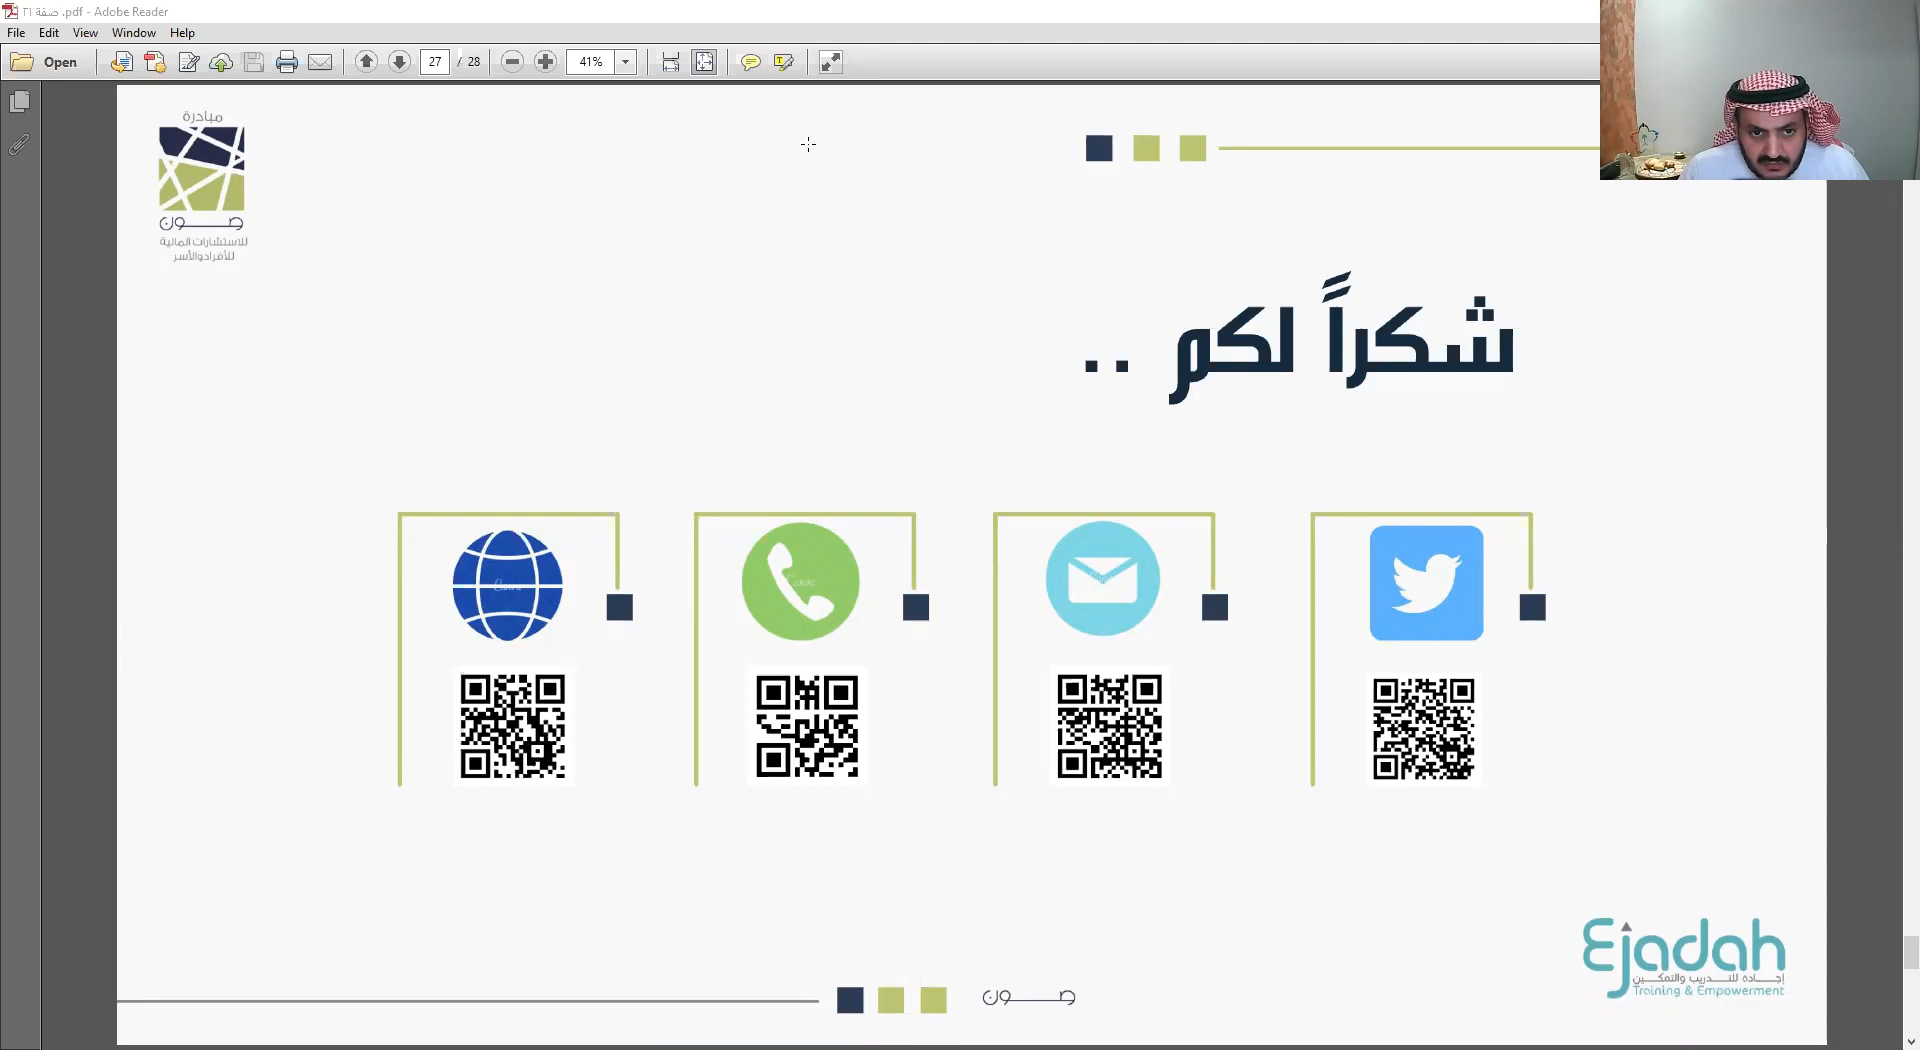 صفة ٢١ .pdf - Adobe Reader
File Edit View Window Help
Open 27 / 28 41%
مبادرة
صون
للاستشارات المالية
للأفراد والأسر
شكراً لكم ..
Ejadah
إجادة للتدريب والتمكين
Training & Empowerment
صون